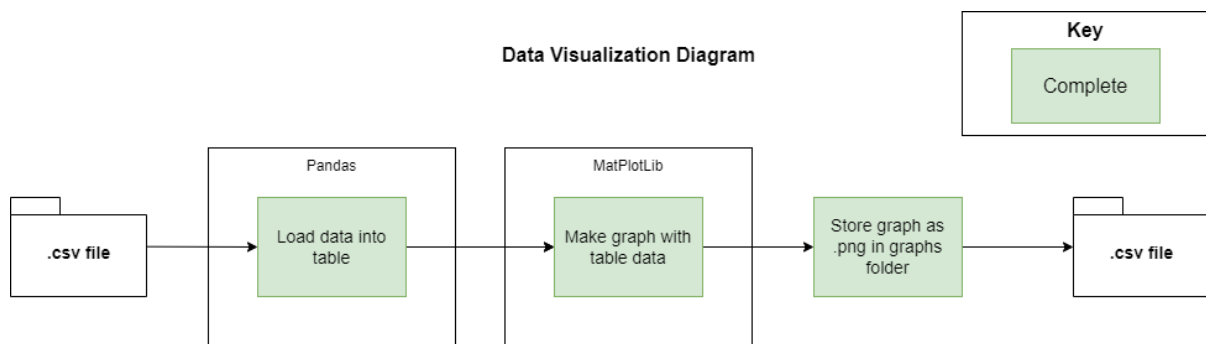 Data Visualization Diagram
Key
Complete
Pandas
MatPlotLib
.csv file
Load data into
table
Make graph with
table data
Store graph as
.png in graphs
folder
.csv file